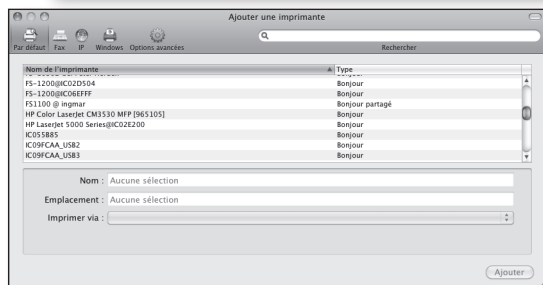 Ajouter une imprimante
Par défaut Fax IP Windows Options avancées Rechercher
Nom de l'imprimante Type
FS-1200@IC02D504 Bonjour
FS-1200@IC06EFFF Bonjour
FS1100 @ ingmar Bonjour partagé
HP Color LaserJet CM3530 MFP [965105] Bonjour
HP LaserJet 5000 Series@IC02E200 Bonjour
IC055B85 Bonjour
IC09FCAA_USB2 Bonjour
IC09FCAA_USB3 Bonjour
Nom : Aucune sélection
Emplacement : Aucune sélection
Imprimer via :
Ajouter